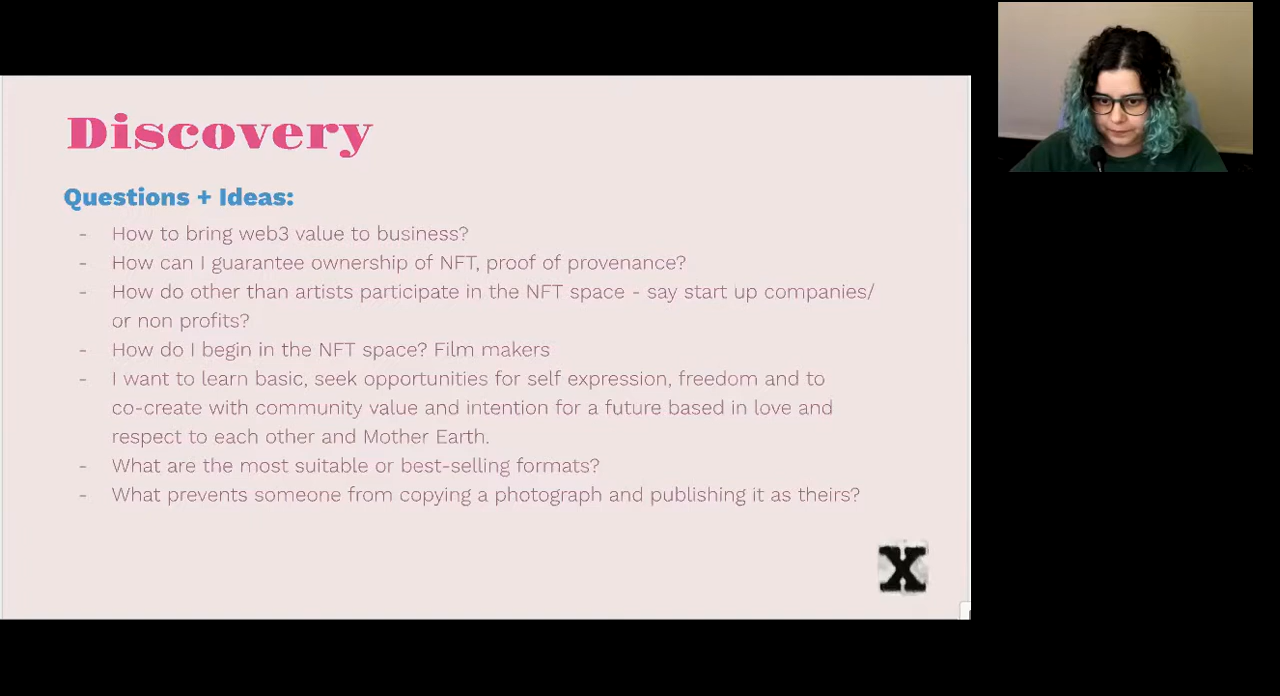 Discovery
Questions + Ideas:
- How to bring web3 value to business?
- How can I guarantee ownership of NFT, proof of provenance?
- How do other than artists participate in the NFT space - say start up companies/
or non profits?
- How do I begin in the NFT space? Film makers
- I want to learn basic, seek opportunities for self expression, freedom and to
co-create with community value and intention for a future based in love and
respect to each other and Mother Earth.
- What are the most suitable or best-selling formats?
- What prevents someone from copying a photograph and publishing it as theirs?
X